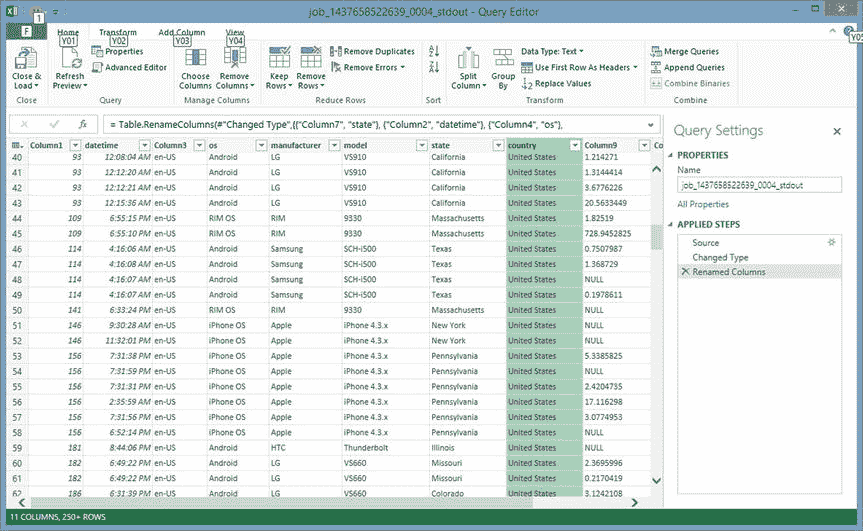 job_1437658522639_0004_stdout - Query Editor
1
F Home Transform Add Column View
Y01 Y02 Y03 Y04 Y05
Close & Load Refresh Preview Properties Advanced Editor Choose Columns Remove Columns Keep Rows Remove Rows Remove Duplicates Remove Errors Split Column Group By Data Type: Text Use First Row As Headers Replace Values Merge Queries Append Queries Combine Binaries
Close Query Manage Columns Reduce Rows Sort Transform Combine
fx = Table.RenameColumns(#"Changed Type",{{"Column7", "state"}, {"Column2", "datetime"}, {"Column4", "os"},
Column1 datetime Column3 os manufacturer model state country Column9 Co
40 93 12:08:04 AM en-US Android LG VS910 California United States 1.214271
41 93 12:12:20 AM en-US Android LG VS910 California United States 1.3144414
42 93 12:12:21 AM en-US Android LG VS910 California United States 3.6776226
43 93 12:15:36 AM en-US Android LG VS910 California United States 20.5633449
44 109 6:55:15 PM en-US RIM OS RIM 9330 Massachusetts United States 1.82519
45 109 6:55:10 PM en-US RIM OS RIM 9330 Massachusetts United States 728.9452825
46 114 4:16:06 AM en-US Android Samsung SCH-i500 Texas United States 0.7507987
47 114 4:16:08 AM en-US Android Samsung SCH-i500 Texas United States 1.368729
48 114 4:16:07 AM en-US Android Samsung SCH-i500 Texas United States NULL
49 114 4:16:07 AM en-US Android Samsung SCH-i500 Texas United States 0.1978611
50 141 6:33:24 PM en-US RIM OS RIM 9330 Massachusetts United States NULL
51 146 9:30:28 AM en-US iPhone OS Apple iPhone 4.3.x New York United States NULL
52 146 11:32:01 PM en-US iPhone OS Apple iPhone 4.3.x New York United States NULL
53 156 7:31:38 PM en-US iPhone OS Apple iPhone 4.3.x Pennsylvania United States 5.3385825
54 156 7:31:59 PM en-US iPhone OS Apple iPhone 4.3.x Pennsylvania United States NULL
55 156 7:31:31 PM en-US iPhone OS Apple iPhone 4.3.x Pennsylvania United States 2.4204735
56 156 2:35:59 AM en-US iPhone OS Apple iPhone 4.3.x Pennsylvania United States 17.116298
57 156 7:31:56 PM en-US iPhone OS Apple iPhone 4.3.x Pennsylvania United States 3.0774953
58 156 6:52:14 PM en-US iPhone OS Apple iPhone 4.3.x Pennsylvania United States NULL
59 181 8:44:06 PM en-US Android HTC Thunderbolt Illinois United States NULL
60 182 6:49:22 PM en-US Android LG VS660 Missouri United States 2.3695996
61 182 6:49:22 PM en-US Android LG VS660 Missouri United States 0.2170419
62 186 6:31:39 PM en-US Android LG VS660 Colorado United States 3.1242108
Query Settings
PROPERTIES
Name
job_1437658522639_0004_stdout
All Properties
APPLIED STEPS
Source
Changed Type
Renamed Columns
11 COLUMNS, 250+ ROWS